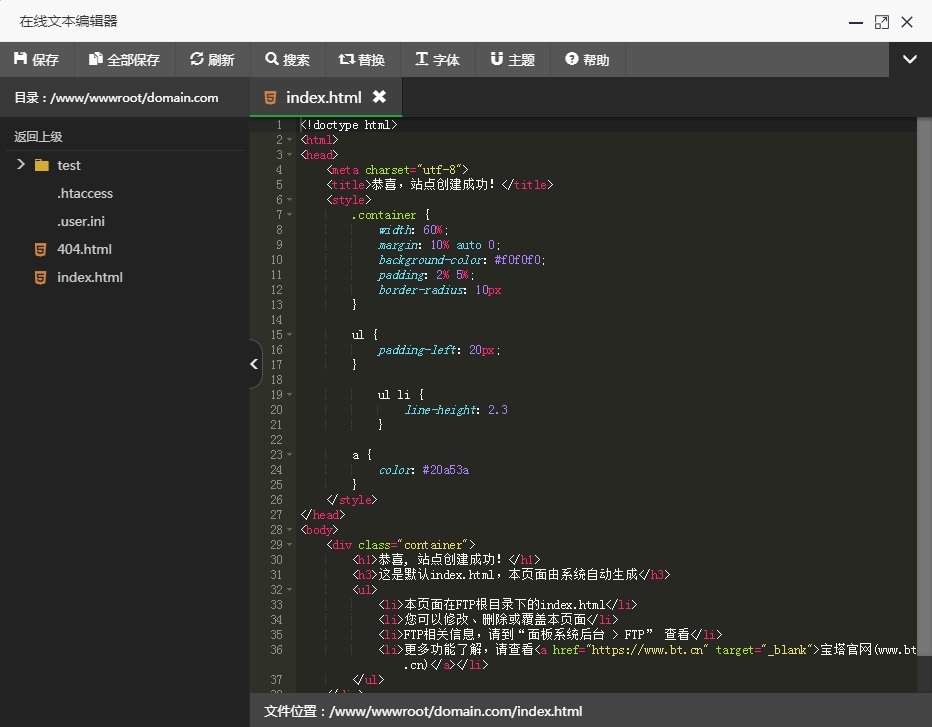 在线文本编辑器
保存 全部保存 刷新 搜索 替换 字体 主题 帮助
目录：/www/wwwroot/domain.com
index.html
返回上级
test
.htaccess
.user.ini
404.html
index.html
1 <!doctype html>
2 <html>
3 <head>
4 <meta charset="utf-8">
5 <title>恭喜，站点创建成功！</title>
6 <style>
7 .container {
8 width: 60%;
9 margin: 10% auto 0;
10 background-color: #f0f0f0;
11 padding: 2% 5%;
12 border-radius: 10px
13 }
14
15 ul {
16 padding-left: 20px;
17 }
18
19 ul li {
20 line-height: 2.3
21 }
22
23 a {
24 color: #20a53a
25 }
26 </style>
27 </head>
28 <body>
29 <div class="container">
30 <h1>恭喜, 站点创建成功！</h1>
31 <h3>这是默认index.html，本页面由系统自动生成</h3>
32 <ul>
33 <li>本页面在FTP根目录下的index.html</li>
34 <li>您可以修改、删除或覆盖本页面</li>
35 <li>FTP相关信息，请到“面板系统后台 > FTP” 查看</li>
36 <li>更多功能了解，请查看<a href="https://www.bt.cn" target="_blank">宝塔官网(www.bt
.cn)</a></li>
37 </ul>
文件位置：/www/wwwroot/domain.com/index.html